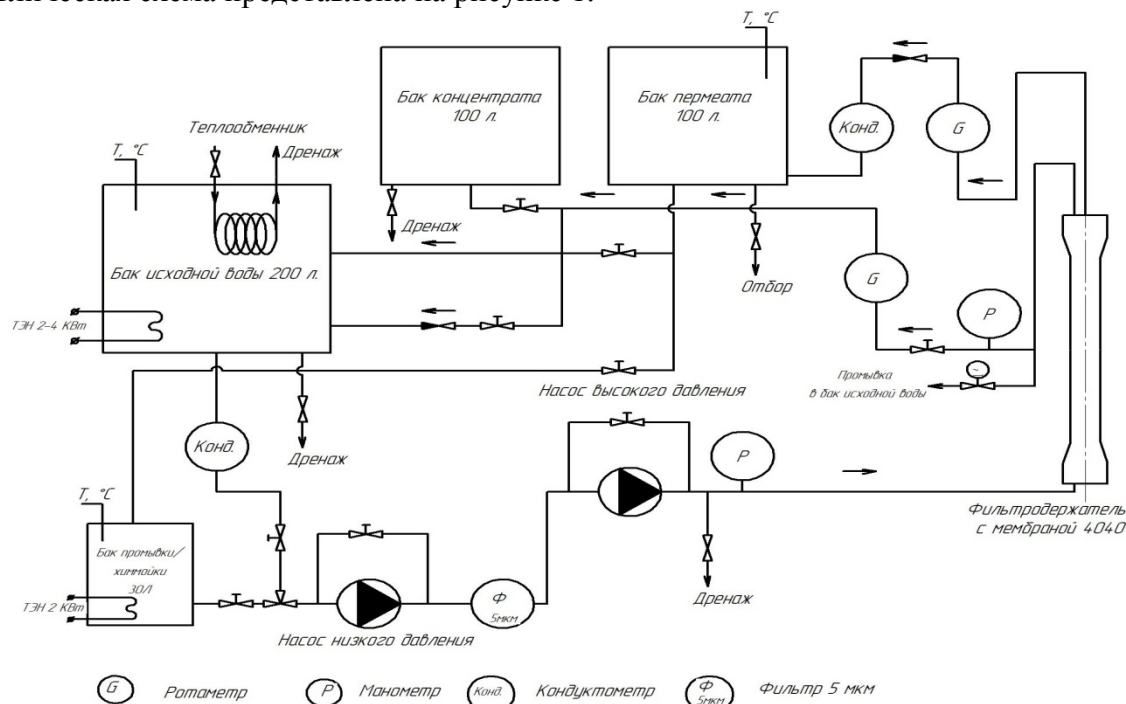 T, °C
Бак концентрата
100 л.
Бак пермеата
100 л.
Конд.
G
Теплообменник
Дренаж
T, °C
Дренаж
Бак исходной воды 200 л.
Отбор
G
P
ТЭН 2-4 КВт
Промывка
в бак исходной воды
Насос высокого давления
Конд.
Дренаж
P
T, °C
Фильтродержатель
с мембраной 4040
Бак промывки/
химмойки
30Л
ТЭН 2 КВт
Ф
5мкм
Дренаж
Насос низкого давления
G Ротаметр
P Манометр
Конд. Кондуктометр
Ф
5мкм
Фильтр 5 мкм